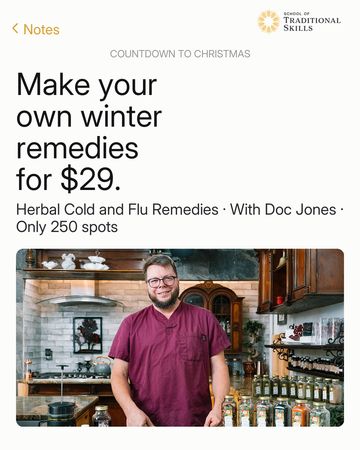 Notes
SCHOOL OF
TRADITIONAL
SKILLS
COUNTDOWN TO CHRISTMAS
Make your
own winter
remedies
for $29.
Herbal Cold and Flu Remedies · With Doc Jones ·
Only 250 spots